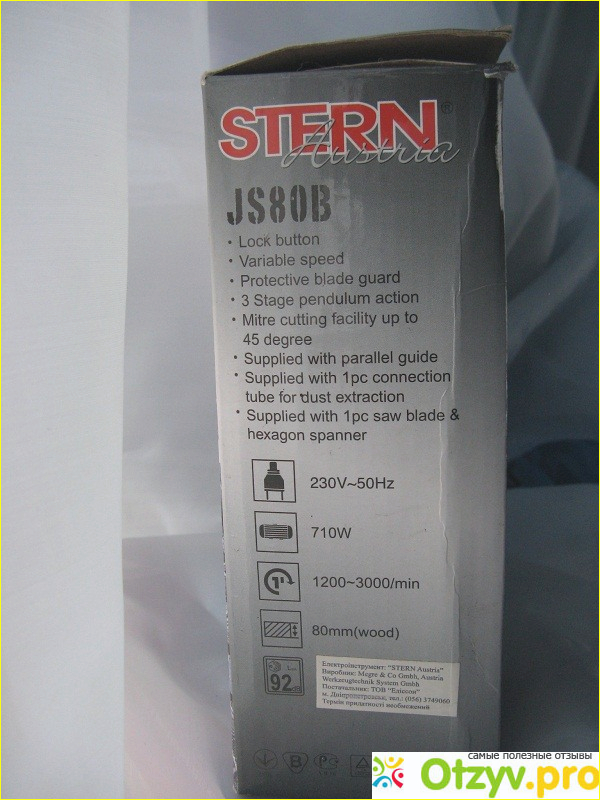 STERN®
Austria
JS80B
• Lock button
• Variable speed
• Protective blade guard
• 3 Stage pendulum action
• Mitre cutting facility up to
45 degree
• Supplied with parallel guide
• Supplied with 1pc connection
tube for dust extraction
• Supplied with 1pc saw blade &
hexagon spanner
230V~50Hz
710W
1200~3000/min
80mm(wood)
92
Електроінструмент: "STERN Austria"
Виробник: Megre & Co Gmbh, Austria
Werkzeugtechnik System Gmbh
Постачальник: ТОВ "Едіссон"
м. Дніпропетровськ, тел.: (056) 3749060
Термін придатності необмежений
самые полезные отзывы
Otzyv.pro